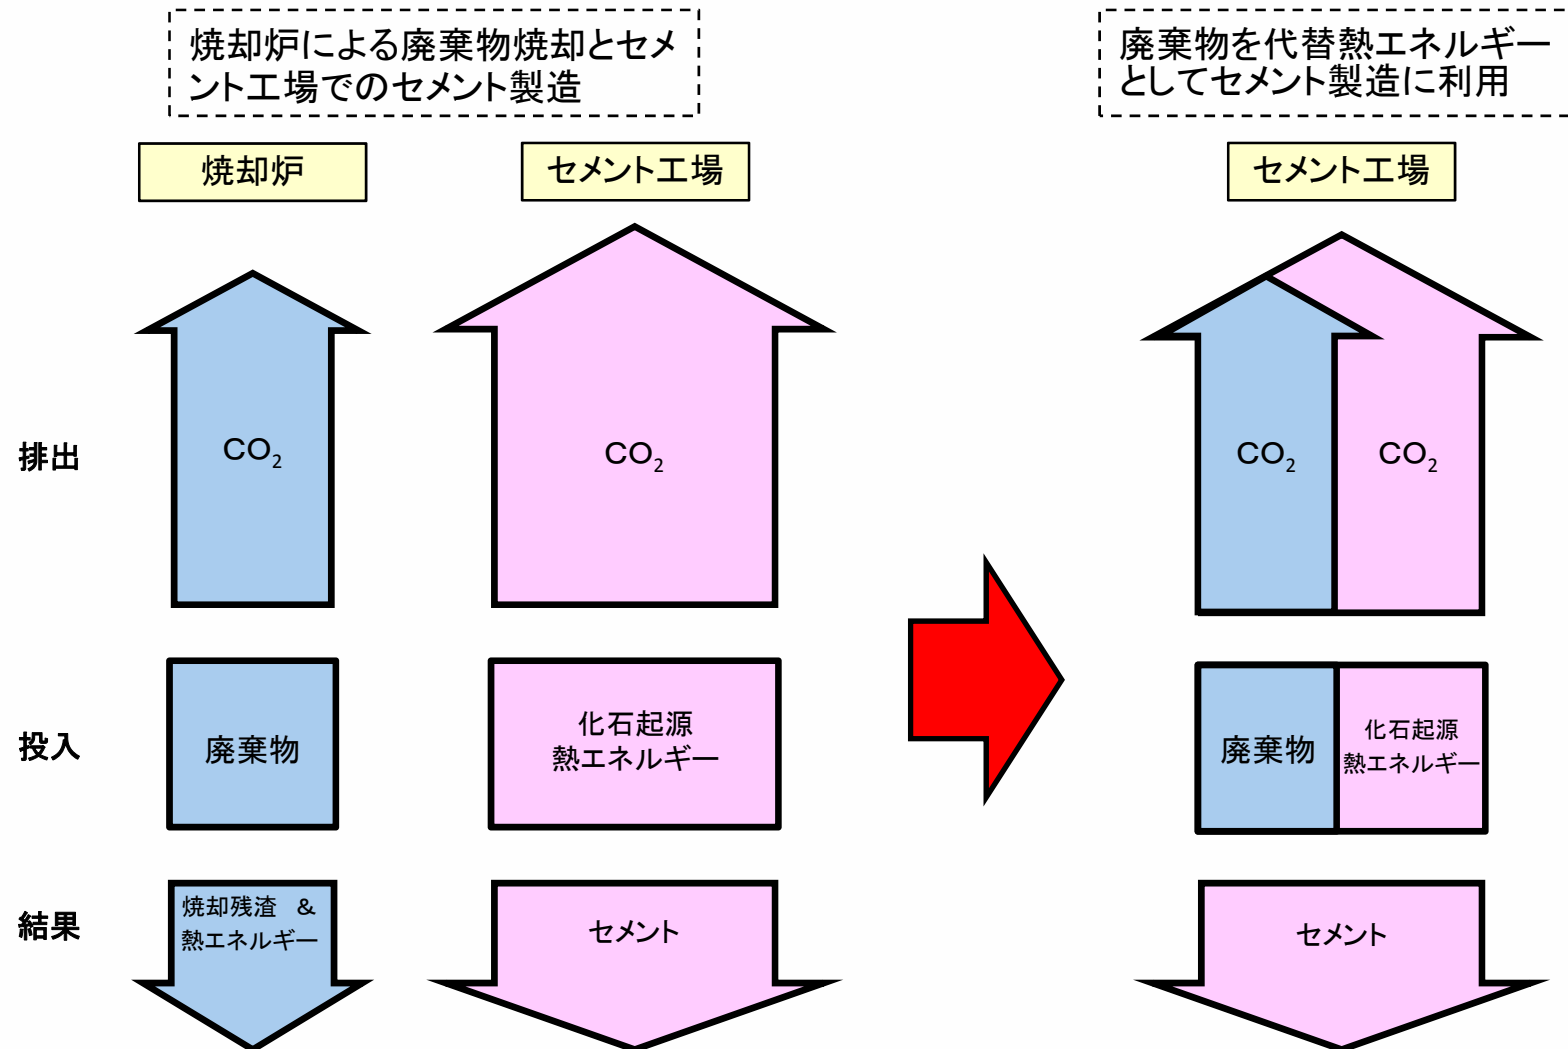 焼却炉による廃棄物焼却とセメ
ント工場でのセメント製造
廃棄物を代替熱エネルギー
としてセメント製造に利用
焼却炉
セメント工場
セメント工場
排出
CO₂
CO₂
CO₂
CO₂
投入
廃棄物
化石起源
熱エネルギー
廃棄物
化石起源
熱エネルギー
結果
焼却残渣 &
熱エネルギー
セメント
セメント